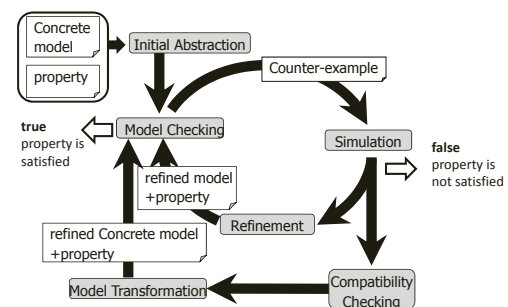 Concrete
model
property
Initial Abstraction
Counter-example
true
property is
satisfied
Model Checking
Simulation
false
property is
not satisfied
refined model
+property
Refinement
refined Concrete model
+property
Model Transformation
Compatibility
Checking